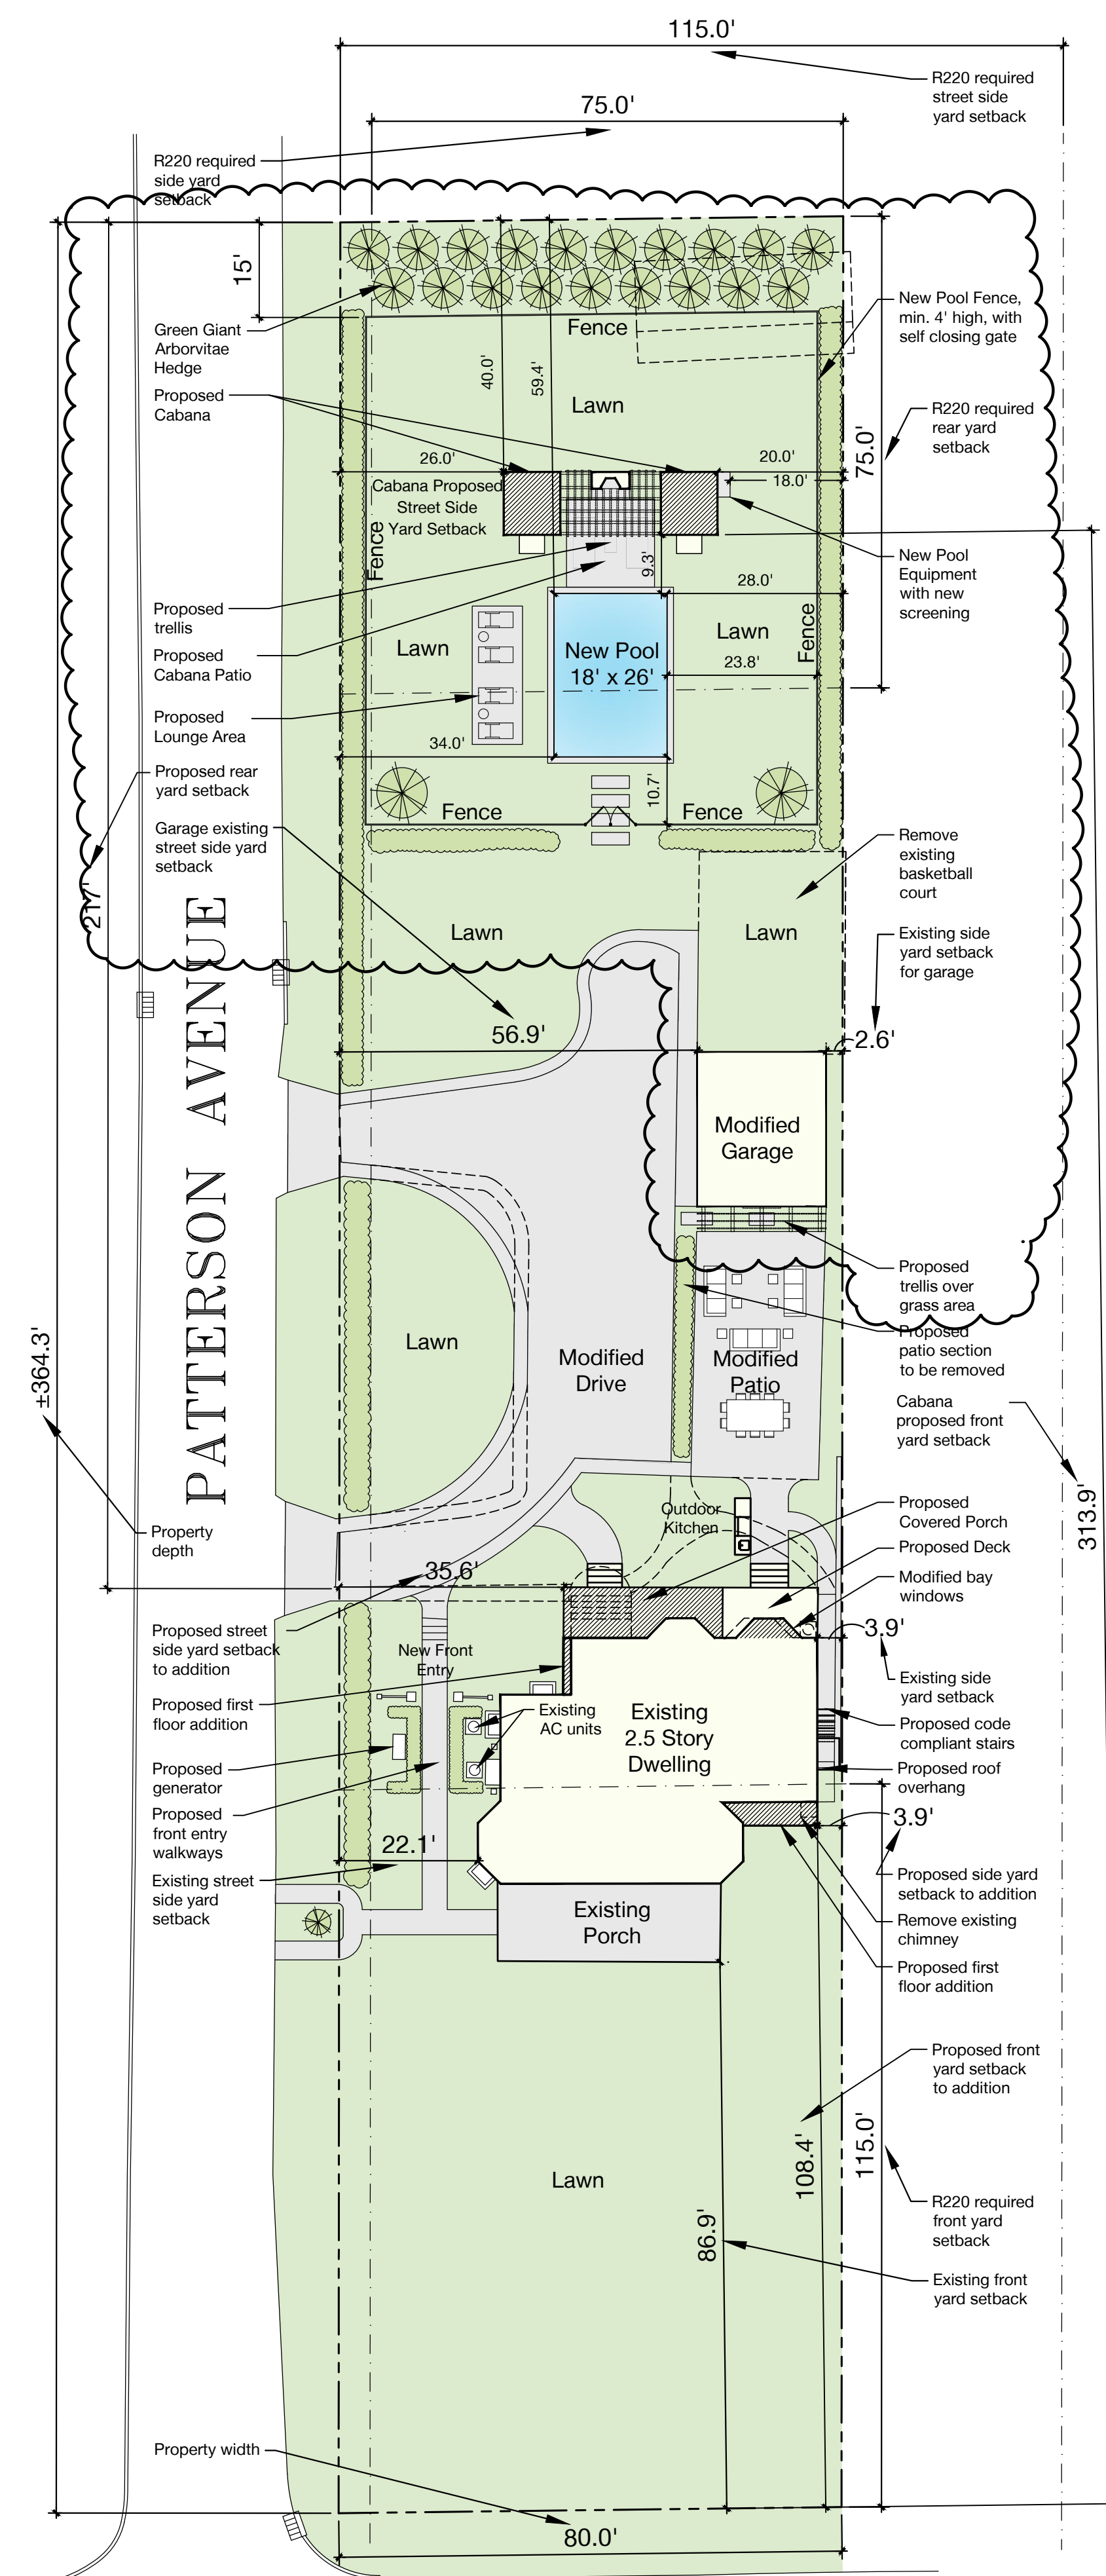 115.0'
R220 required
street side
yard setback
75.0'
R220 required
side yard
setback
15'
Green Giant
Arborvitae
Hedge
Fence
New Pool Fence,
min. 4' high, with
self closing gate
40.0'
59.4'
Proposed
Cabana
Lawn
R220 required
rear yard
setback
75.0'
26.0'
20.0'
18.0'
Cabana Proposed
Street Side
Yard Setback
Fence
9.3'
New Pool
Equipment
with new
screening
28.0'
Proposed
trellis
Proposed
Cabana Patio
Lawn
New Pool
18' x 26'
Lawn
Fence
23.8'
Proposed
Lounge Area
34.0'
Proposed rear
yard setback
10.7'
Fence
Fence
Garage existing
street side yard
setback
Remove
existing
basketball
court
217'
PATTERSON AVENUE
Lawn
Lawn
Existing side
yard setback
for garage
56.9'
2.6'
Modified
Garage
Proposed
trellis over
grass area
Proposed
patio section
to be removed
±364.3'
Lawn
Modified
Drive
Modified
Patio
Cabana
proposed front
yard setback
313.9'
Property
depth
Outdoor
Kitchen
Proposed
Covered Porch
Proposed Deck
Modified bay
windows
35.6'
Proposed street
side yard setback
to addition
New Front
Entry
3.9'
Existing side
yard setback
Proposed first
floor addition
Existing
AC units
Existing
2.5 Story
Dwelling
Proposed code
compliant stairs
Proposed
generator
Proposed roof
overhang
Proposed
front entry
walkways
3.9'
22.1'
Existing street
side yard
setback
Proposed side yard
setback to addition
Remove existing
chimney
Existing
Porch
Proposed first
floor addition
Proposed front
yard setback
to addition
108.4'
115.0'
Lawn
86.9'
R220 required
front yard
setback
Existing front
yard setback
Property width
80.0'